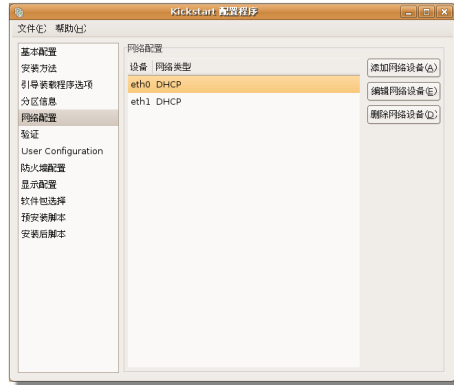 Kickstart 配置程序
文件(F) 帮助(H)
基本配置
安装方法
引导装载程序选项
分区信息
网络配置
验证
User Configuration
防火墙配置
显示配置
软件包选择
预安装脚本
安装后脚本
网络配置
设备 网络类型
eth0 DHCP
eth1 DHCP
添加网络设备(A)
编辑网络设备(E)
删除网络设备(D)